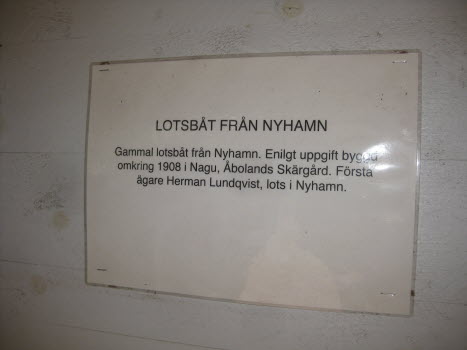 LOTSBÅT FRÅN NYHAMN
Gammal lotsbåt från Nyhamn. Enilgt uppgift byggd
omkring 1908 i Nagu, Åbolands Skärgård. Första
ägare Herman Lundqvist, lots i Nyhamn.